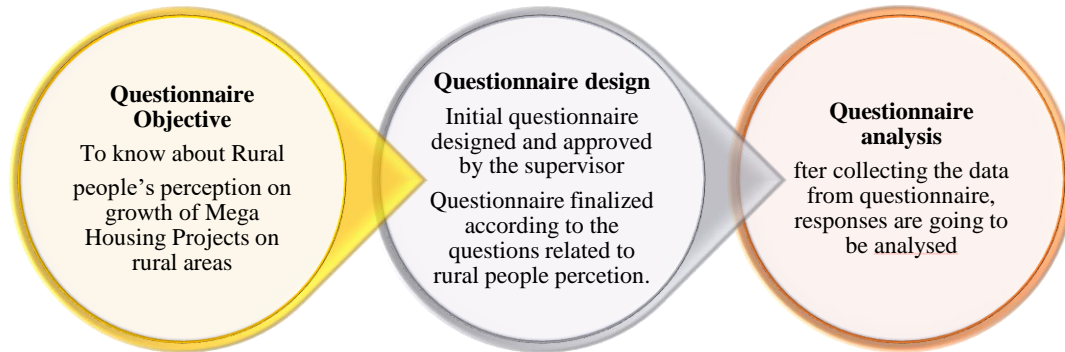 Questionnaire
Objective
To know about Rural
people’s perception on
growth of Mega
Housing Projects on
rural areas
Questionnaire design
Initial questionnaire
designed and approved
by the supervisor
Questionnaire finalized
according to the
questions related to
rural people percetion.
Questionnaire
analysis
fter collecting the data
from questionnaire,
responses are going to
be analysed